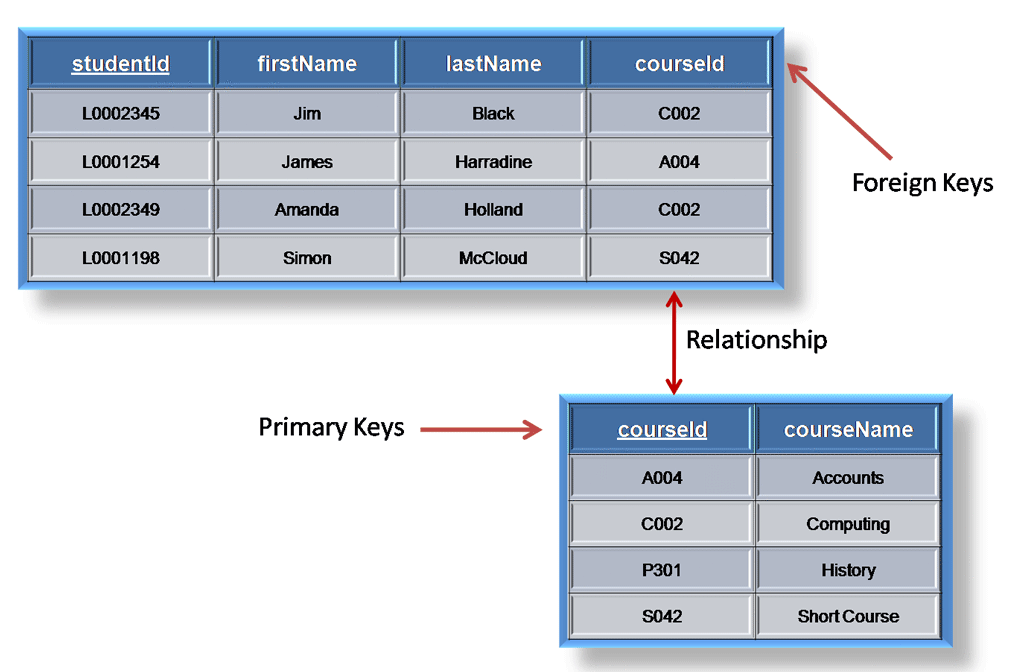 studentId firstName lastName courseId
L0002345 Jim Black C002
L0001254 James Harradine A004
L0002349 Amanda Holland C002
L0001198 Simon McCloud S042
Foreign Keys
Relationship
Primary Keys
courseId courseName
A004 Accounts
C002 Computing
P301 History
S042 Short Course